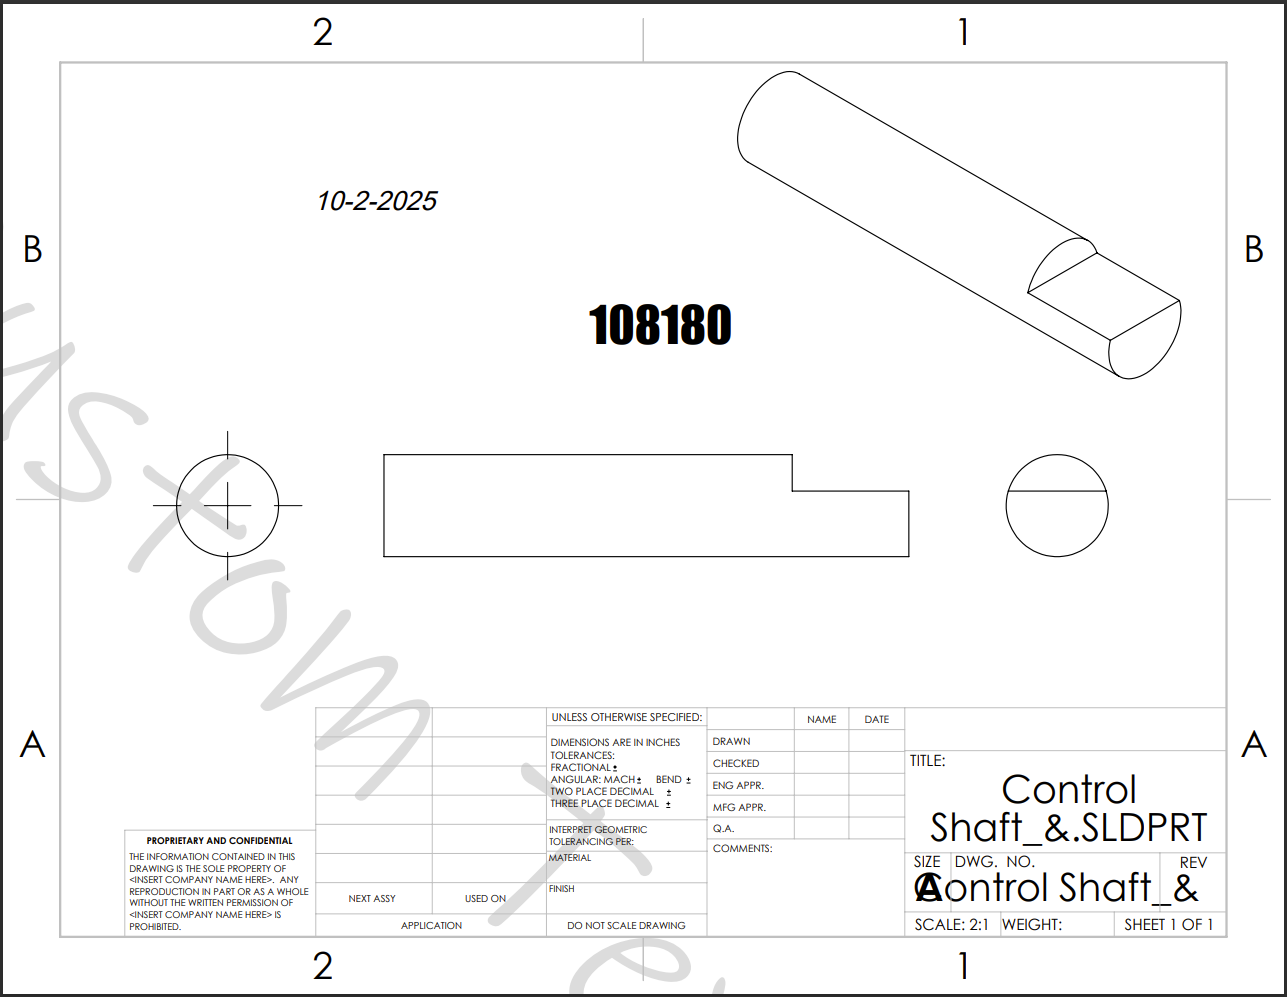 2
1
10-2-2025
B
B
108180
ustom te
A
A
UNLESS OTHERWISE SPECIFIED:
DIMENSIONS ARE IN INCHES
TOLERANCES:
FRACTIONAL ±
ANGULAR: MACH ± BEND ±
TWO PLACE DECIMAL ±
THREE PLACE DECIMAL ±
INTERPRET GEOMETRIC
TOLERANCING PER:
MATERIAL
FINISH
DO NOT SCALE DRAWING
NAME DATE
DRAWN
CHECKED
ENG APPR.
MFG APPR.
Q.A.
COMMENTS:
TITLE:
Control
Shaft_&.SLDPRT
SIZE DWG. NO. REV
A Control Shaft_&
SCALE: 2:1 WEIGHT: SHEET 1 OF 1
PROPRIETARY AND CONFIDENTIAL
THE INFORMATION CONTAINED IN THIS
DRAWING IS THE SOLE PROPERTY OF
<INSERT COMPANY NAME HERE>. ANY
REPRODUCTION IN PART OR AS A WHOLE
WITHOUT THE WRITTEN PERMISSION OF
<INSERT COMPANY NAME HERE> IS
PROHIBITED.
NEXT ASSY USED ON
APPLICATION
2
1